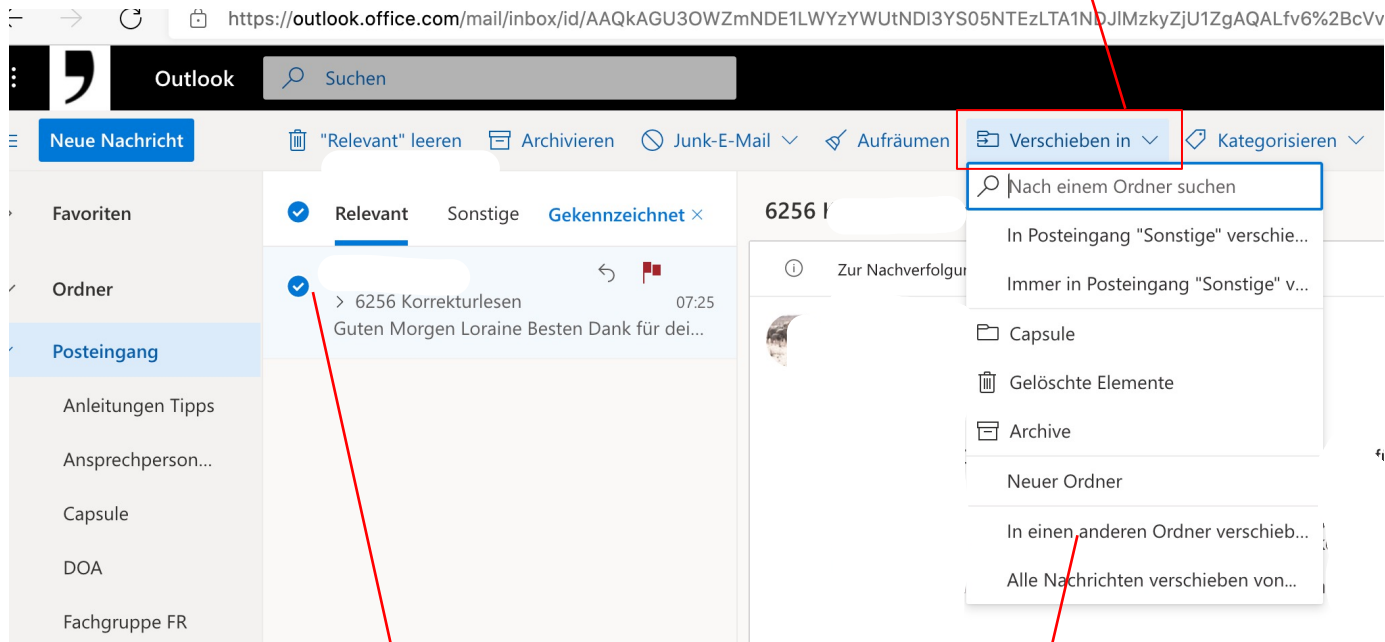 https://outlook.office.com/mail/inbox/id/AAQkAGU3OWZmNDE1LWYzYWUtNDI3YS05NTEzLTA1NDJlMzkyZjU1ZgAQALfv6%2BcVv
Outlook
Suchen
Neue Nachricht
"Relevant" leeren
Archivieren
Junk-E-Mail
Aufräumen
Verschieben in
Kategorisieren
Favoriten
Ordner
Posteingang
Anleitungen Tipps
Ansprechperson...
Capsule
DOA
Fachgruppe FR
Relevant
Sonstige
Gekennzeichnet ×
> 6256 Korrekturlesen
07:25
Guten Morgen Loraine Besten Dank für dei...
6256
Nach einem Ordner suchen
In Posteingang "Sonstige" verschie...
Immer in Posteingang "Sonstige" v...
Capsule
Gelöschte Elemente
Archive
Neuer Ordner
In einen anderen Ordner verschieb...
Alle Nachrichten verschieben von...
Zur